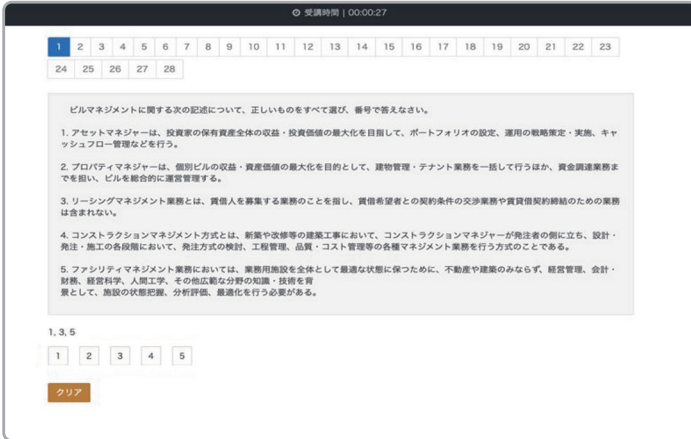 受講時間 | 00:00:27
1 2 3 4 5 6 7 8 9 10 11 12 13 14 15 16 17 18 19 20 21 22 23
24 25 26 27 28
ビルマネジメントに関する次の記述について、正しいものをすべて選び、番号で答えなさい。
1. アセットマネジャーは、投資家の保有資産全体の収益・投資価値の最大化を目指して、ポートフォリオの設定、運用の戦略策定・実施、キャ
ッシュフロー管理などを行う。
2. プロパティマネジャーは、個別ビルの収益・資産価値の最大化を目的として、建物管理・テナント業務を一括して行うほか、資金調達業務ま
でを担い、ビルを総合的に運営管理する。
3. リーシングマネジメント業務とは、賃借人を募集する業務のことを指し、賃借希望者との契約条件の交渉業務や賃貸借契約締結のための業務
は含まれない。
4. コンストラクションマネジメント方式とは、新築や改修等の建築工事において、コンストラクションマネジャーが発注者の側に立ち、設計・
発注・施工の各段階において、発注方式の検討、工程管理、品質・コスト管理等の各種マネジメント業務を行う方式のことである。
5. ファシリティマネジメント業務においては、業務用施設を全体として最適な状態に保つために、不動産や建築のみならず、経営管理、会計・
財務、経営科学、人間工学、その他広範な分野の知識・技術を背
景として、施設の状態把握、分析評価、最適化を行う必要がある。
1, 3, 5
1 2 3 4 5
クリア